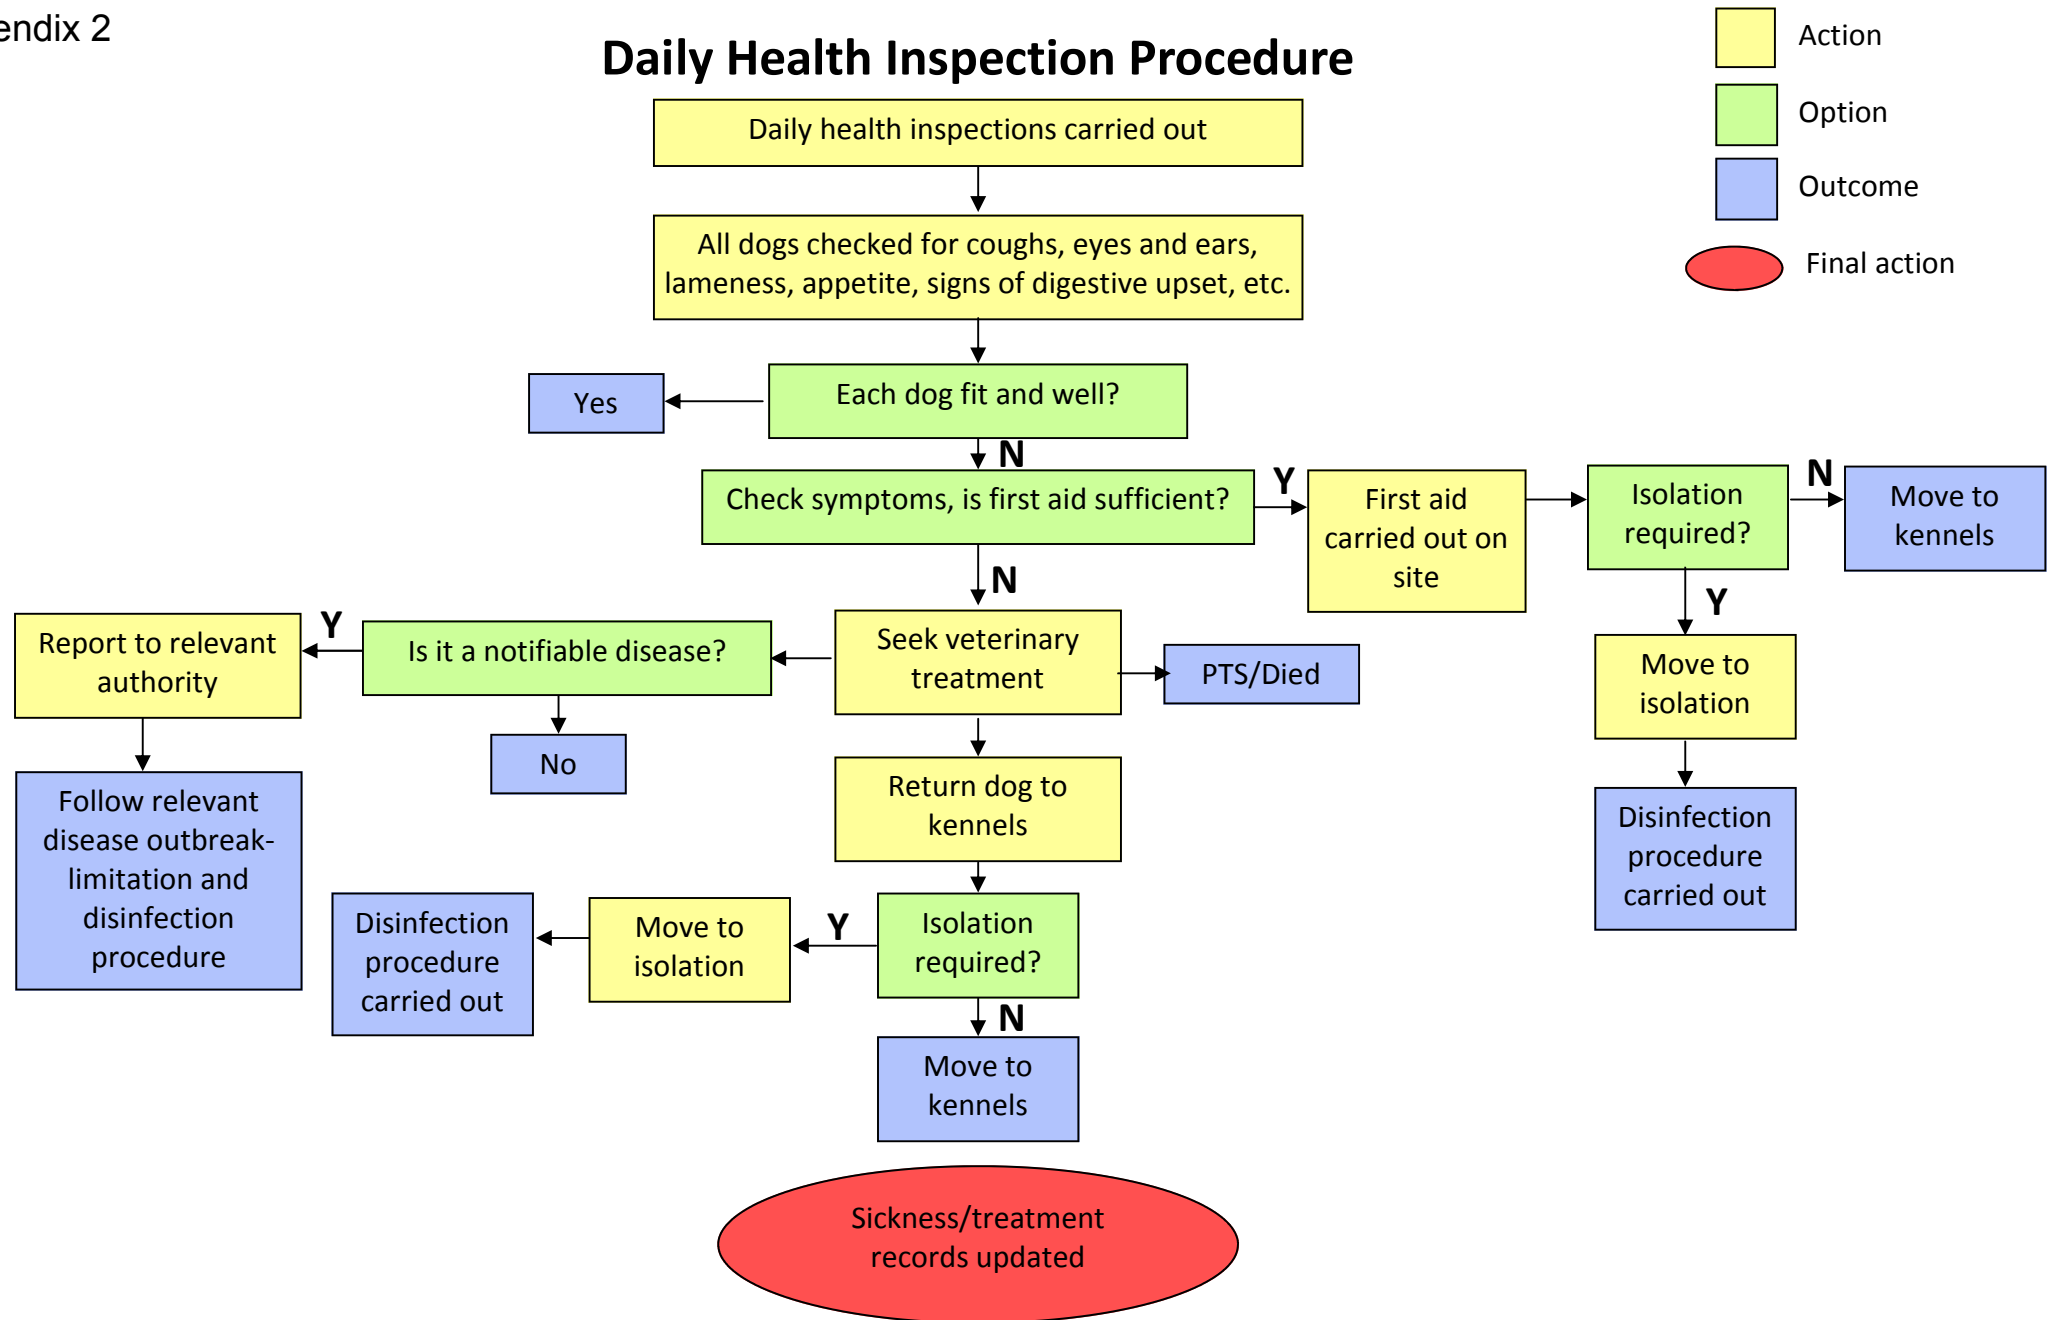 endix 2
Daily Health Inspection Procedure
Action
Option
Outcome
Final action
Daily health inspections carried out
All dogs checked for coughs, eyes and ears,
lameness, appetite, signs of digestive upset, etc.
Each dog fit and well?
Yes
N
Check symptoms, is first aid sufficient?
Y
First aid
carried out on
site
Isolation
required?
N
Move to
kennels
Y
Move to
isolation
Disinfection
procedure
carried out
N
Seek veterinary
treatment
PTS/Died
Is it a notifiable disease?
Y
Report to relevant
authority
No
Follow relevant
disease outbreak-
limitation and
disinfection
procedure
Return dog to
kennels
Isolation
required?
Y
Move to
isolation
Disinfection
procedure
carried out
N
Move to
kennels
Sickness/treatment
records updated